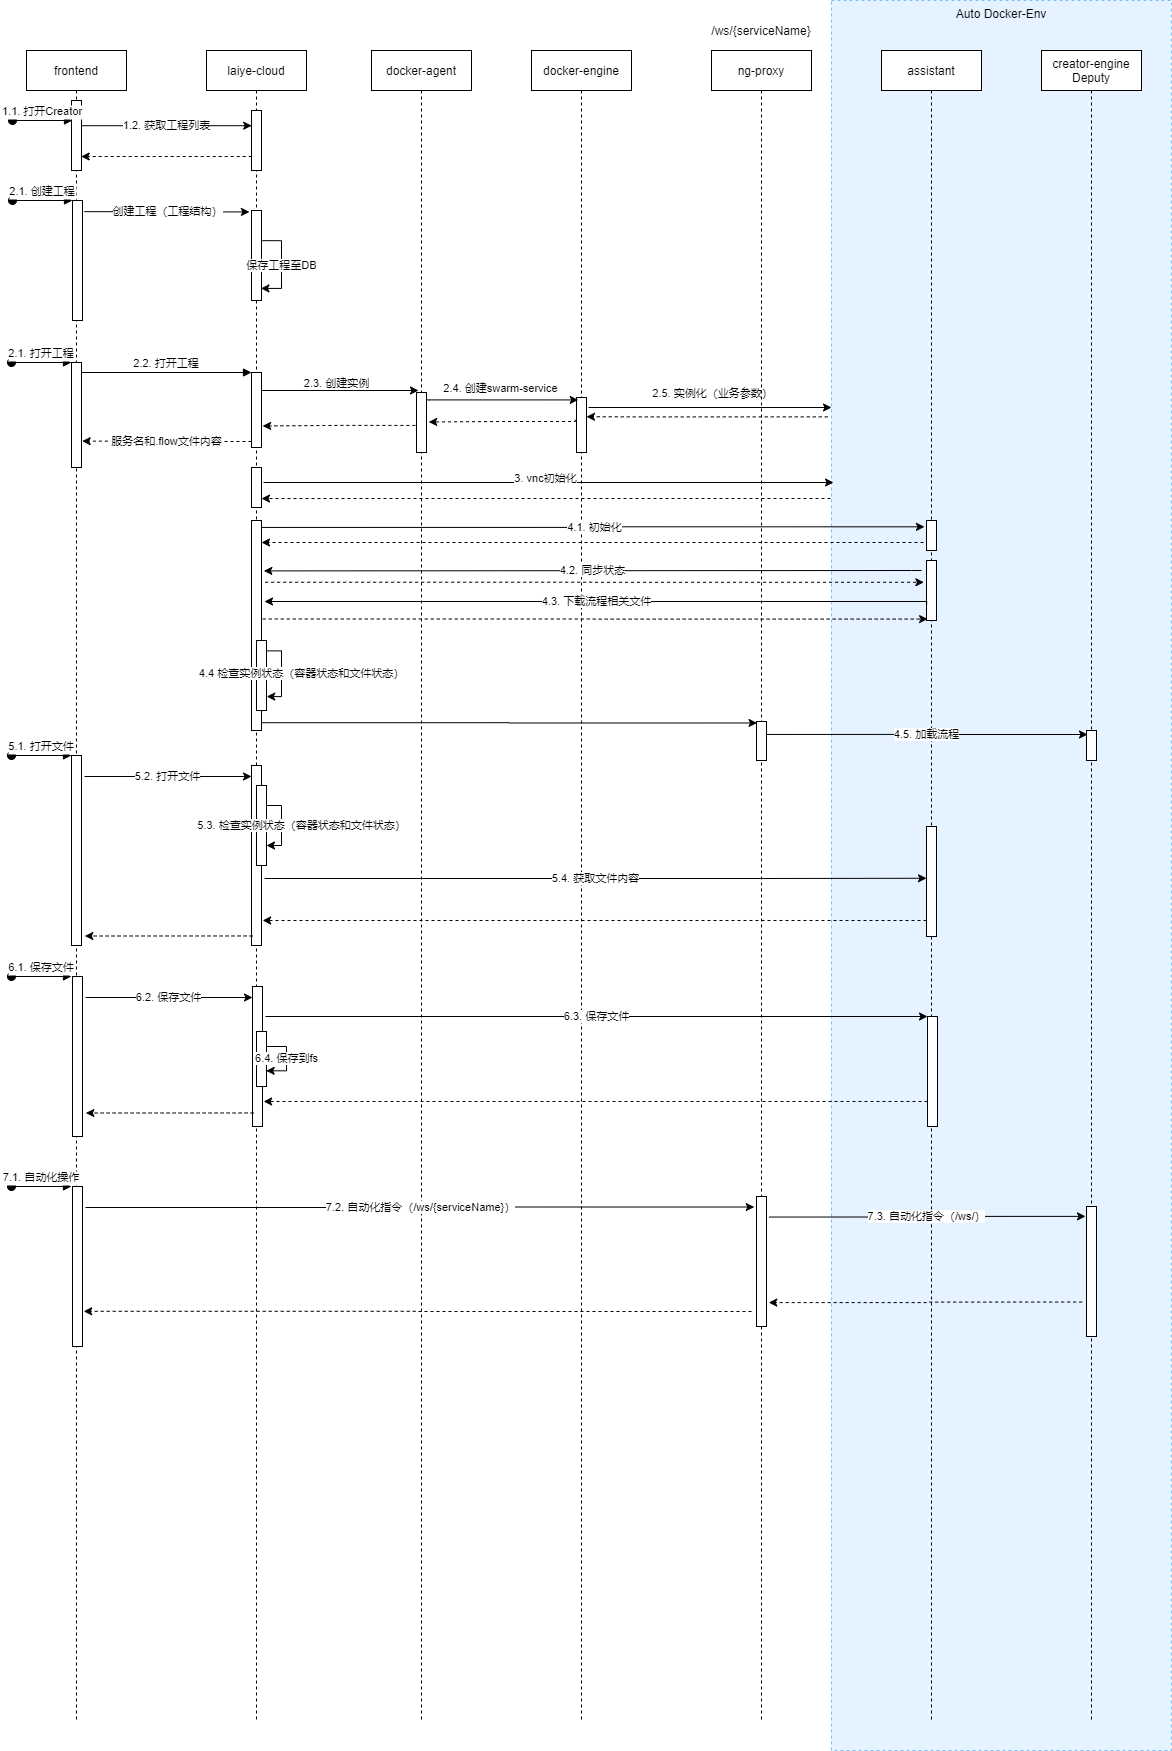 Auto Docker-Env
/ws/{serviceName}
frontend
laiye-cloud
docker-agent
docker-engine
ng-proxy
assistant
creator-engine
Deputy
1.1. 打开Creator
1.2. 获取工程列表
2.1. 创建工程
创建工程（工程结构）
保存工程至DB
2.1. 打开工程
2.2. 打开工程
2.3. 创建实例
2.4. 创建swarm-service
2.5. 实例化（业务参数）
服务名和.flow文件内容
3. vnc初始化
4.1. 初始化
4.2. 同步状态
4.3. 下载流程相关文件
4.4 检查实例状态（容器状态和文件状态）
4.5. 加载流程
5.1. 打开文件
5.2. 打开文件
5.3. 检查实例状态（容器状态和文件状态）
5.4. 获取文件内容
6.1. 保存文件
6.2. 保存文件
6.3. 保存文件
6.4. 保存到fs
7.1. 自动化操作
7.2. 自动化指令（/ws/{serviceName}）
7.3. 自动化指令（/ws/）